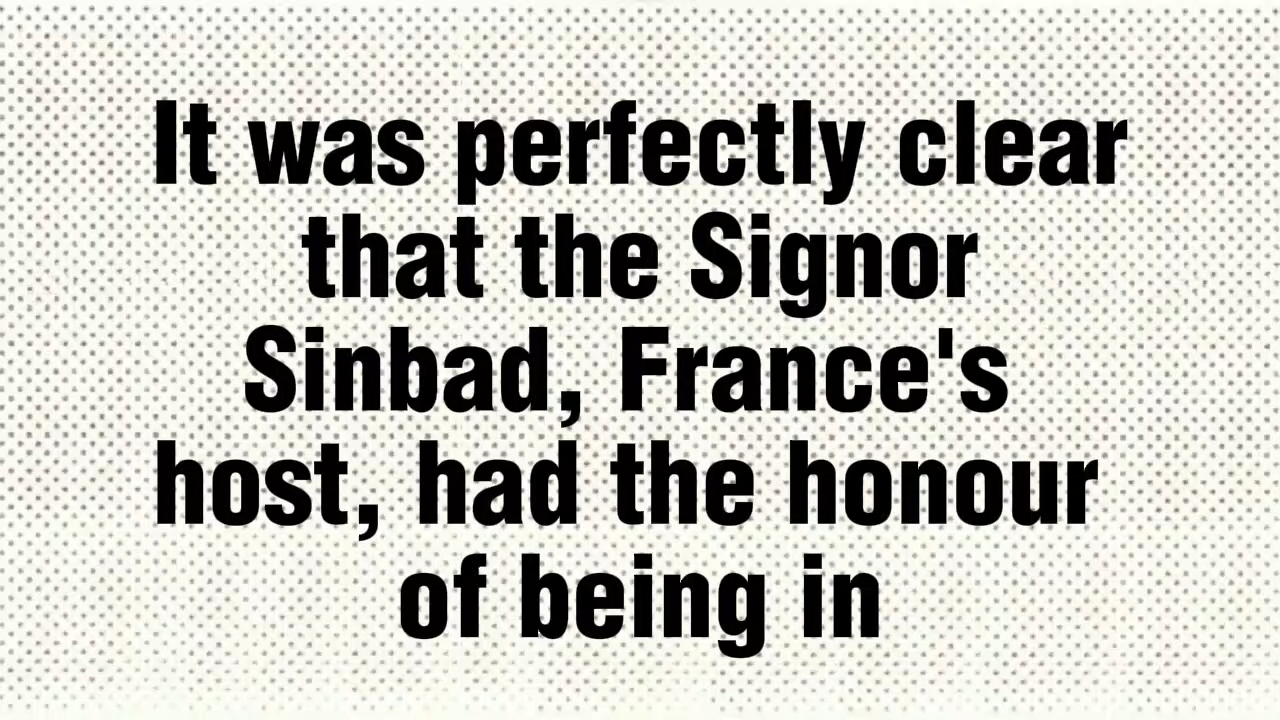 It was perfectly clear
that the Signor
Sinbad, France's
host, had the honour
of being in